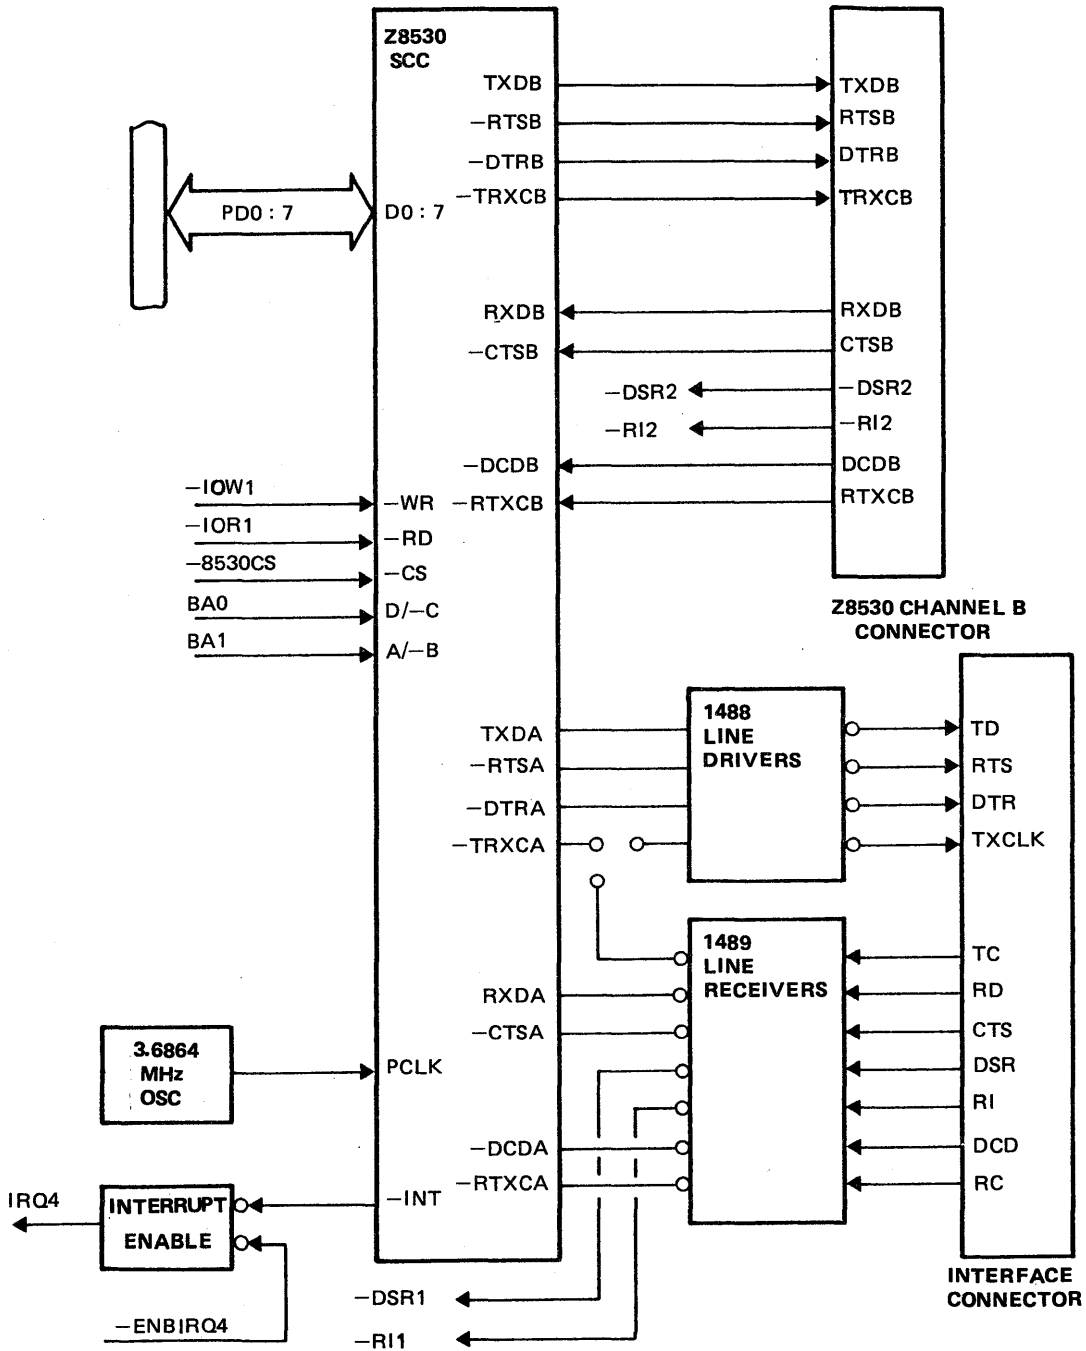 Z8530
SCC
TXDB
TXDB
—RTSB
RTSB
—DTRB
DTRB
—TRXCB
TRXCB
PD0 : 7
D0 : 7
RXDB
RXDB
—CTSB
CTSB
—DSR2
—DSR2
—RI2
—RI2
—DCDB
DCDB
—IOW1
—WR
—RTXCB
RTXCB
—IOR1
—RD
—8530CS
—CS
BA0
D/—C
BA1
A/—B
Z8530 CHANNEL B
CONNECTOR
1488
LINE
DRIVERS
TXDA
TD
—RTSA
RTS
—DTRA
DTR
—TRXCA
TXCLK
1489
LINE
RECEIVERS
TC
RXDA
RD
—CTSA
CTS
3.6864
MHz
OSC
PCLK
DSR
RI
—DCDA
DCD
—RTXCA
RC
IRQ4
INTERRUPT
ENABLE
—INT
—ENBIRQ4
—DSR1
—RI1
INTERFACE
CONNECTOR